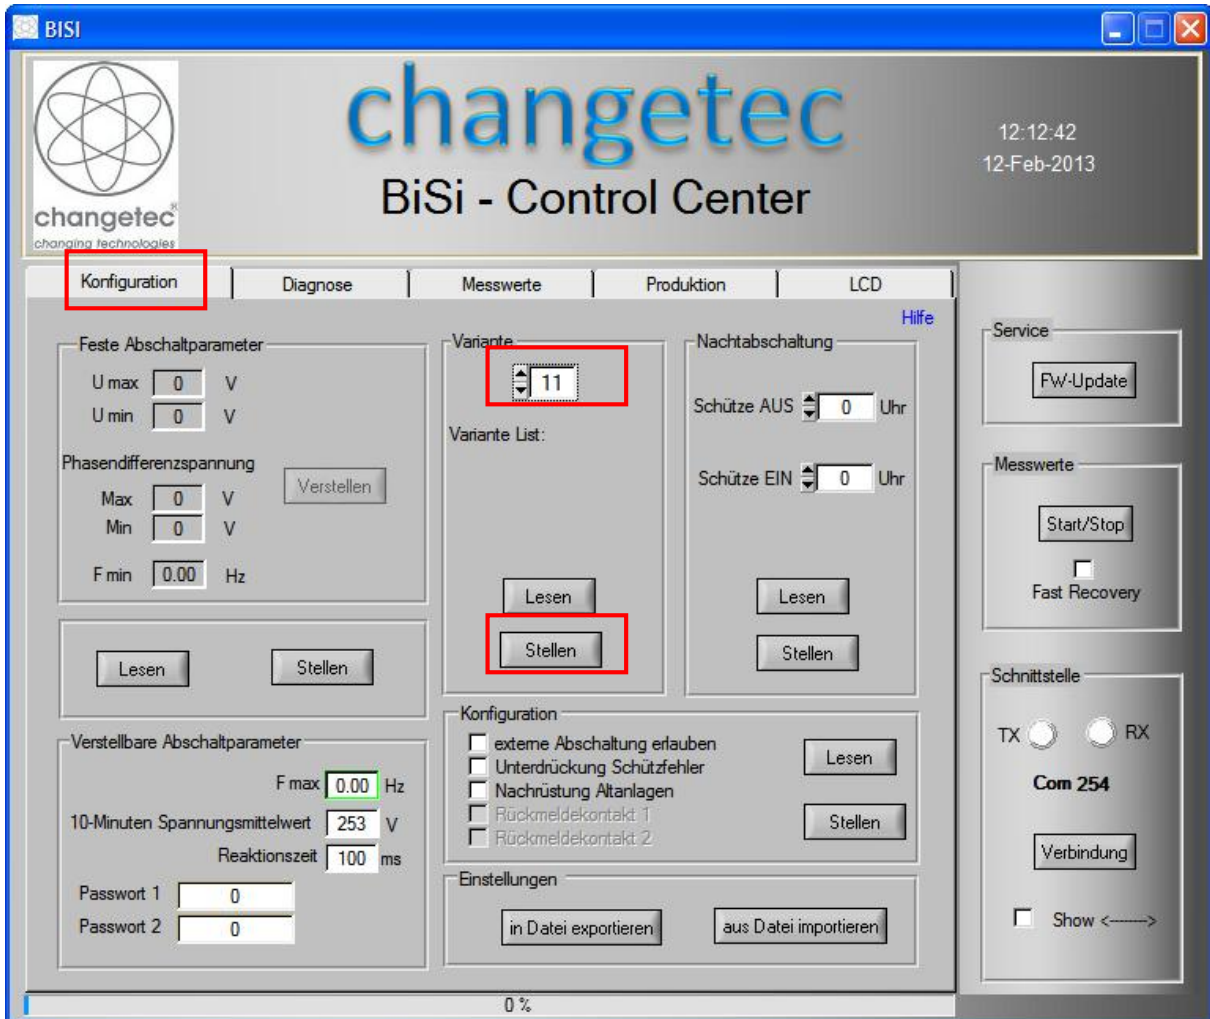 BISI
changetec®
changing technologies
changetec
BiSi - Control Center
12:12:42
12-Feb-2013
Konfiguration
Diagnose
Messwerte
Produktion
LCD
Hilfe
Feste Abschaltparameter
U max 0 V
U min 0 V
Phasendifferenzspannung
Max 0 V
Min 0 V
F min 0.00 Hz
Verstellen
Lesen
Stellen
Verstellbare Abschaltparameter
F max 0.00 Hz
10-Minuten Spannungsmittelwert 253 V
Reaktionszeit 100 ms
Passwort 1 0
Passwort 2 0
Variante
11
Variante List:
Lesen
Stellen
Nachtabschaltung
Schütze AUS 0 Uhr
Schütze EIN 0 Uhr
Lesen
Stellen
Konfiguration
externe Abschaltung erlauben
Unterdrückung Schützfehler
Nachrüstung Altanlagen
Rückmeldekontakt 1
Rückmeldekontakt 2
Lesen
Stellen
Einstellungen
in Datei exportieren
aus Datei importieren
Service
FW-Update
Messwerte
Start/Stop
Fast Recovery
Schnittstelle
TX RX
Com 254
Verbindung
Show <------->
0 %